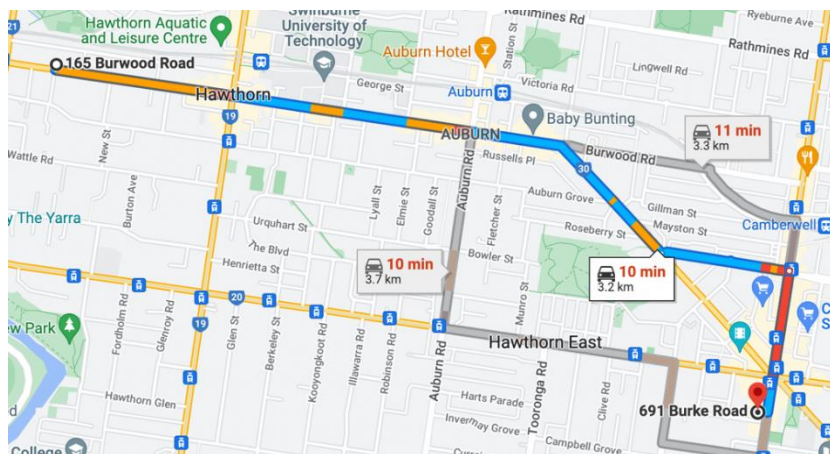 Swinburne
University of
Technology
Hawthorn Aquatic
and Leisure Centre
Rathmines Rd
Ryeburne Ave
21
Auburn Hotel
Station St
Rathmines Rd
165 Burwood Road
George St
Victoria Rd
Lingwell Rd
Auburn
Hawthorn
Baby Bunting
11 min
3.3 km
19
AUBURN
New St
Wattle Rd
Russells Pl
Burwood Rd
30
Burton Ave
Auburn Rd
Lyall St
Elmie St
Goodall St
Auburn Grove
Gillman St
Mayston St
Camberwell
The Yarra
Urquhart St
Fletcher St
Roseberry St
The Blvd
Henrietta St
10 min
3.7 km
Bowler St
10 min
3.2 km
20
Munro St
Park
19
Fordholm Rd
Glenroy Rd
Glen St
Berkeley St
Kooyongkoot Rd
Illawarra Rd
Robinson Rd
Auburn Rd
Hawthorn East
Tooronga Rd
Clive Rd
Hawthorn Glen
Harts Parade
691 Burke Road
Invermay Grove
Campbell Grove
College